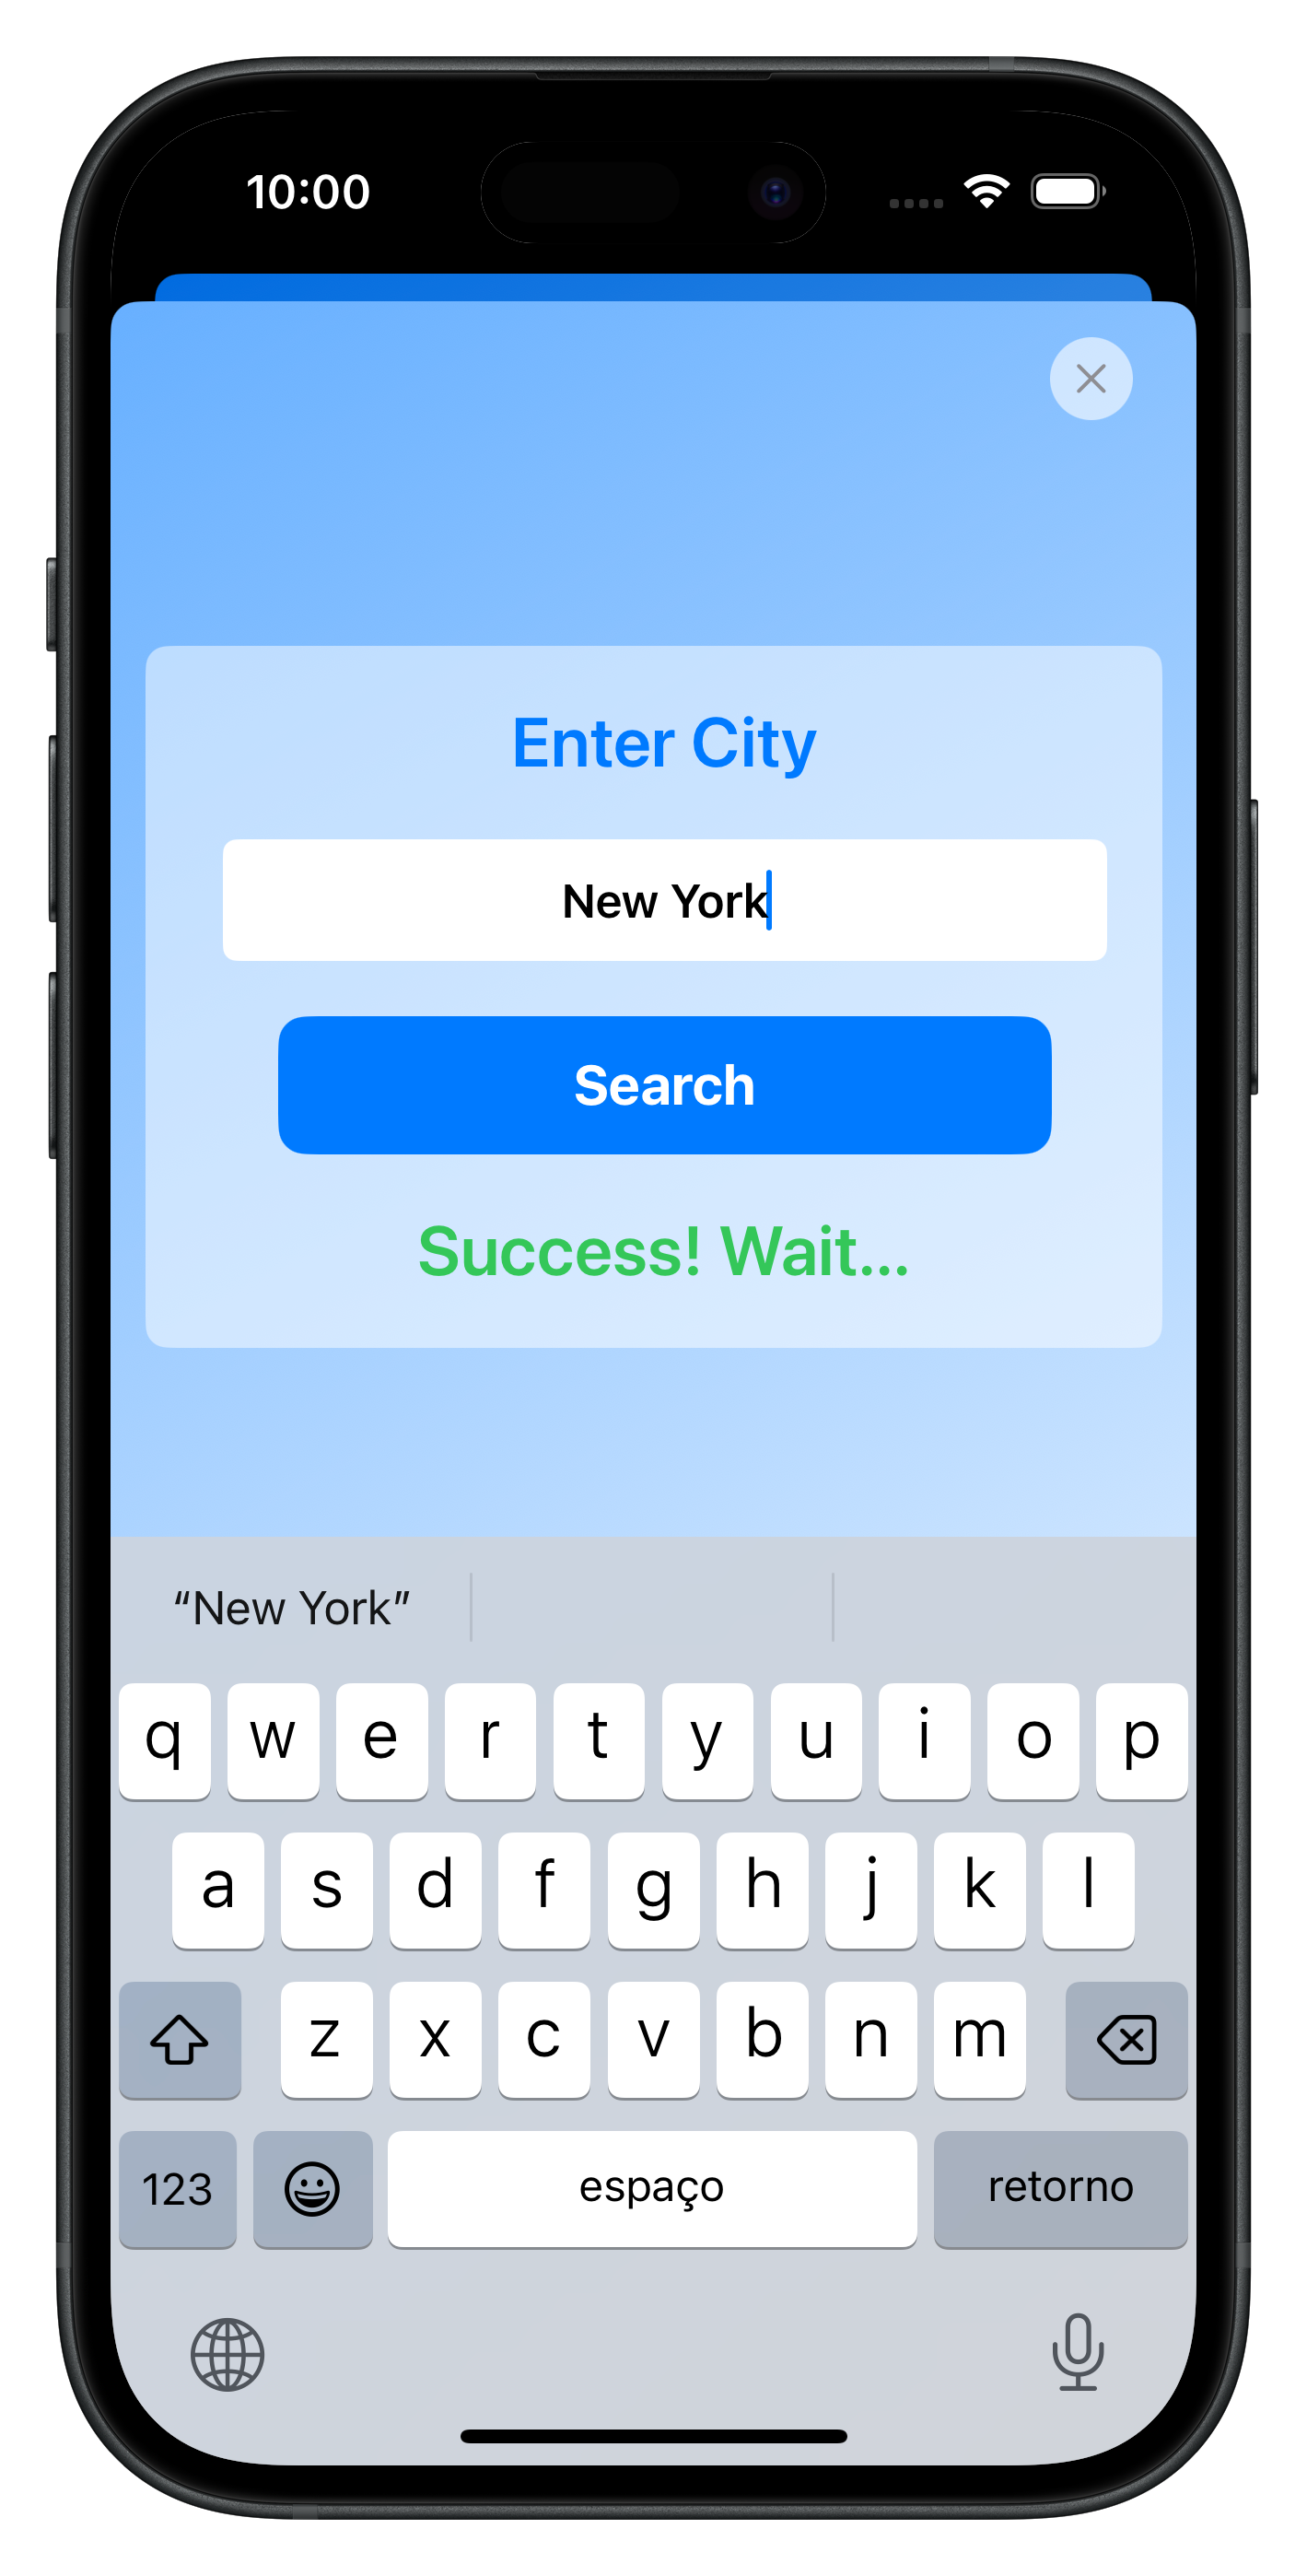 10:00
Enter City
New York
Search
Success! Wait...
“New York”
q w e r t y u i o p
a s d f g h j k l
z x c v b n m
123 espaço retorno